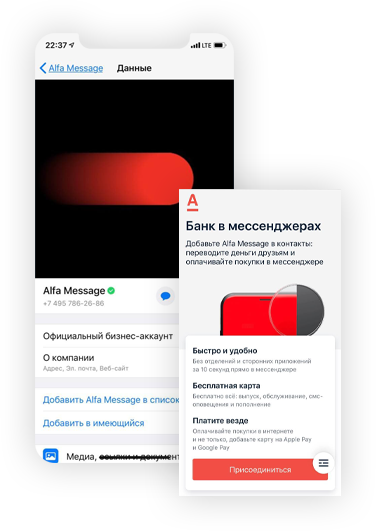 22:37
LTE
Alfa Message
Данные
Alfa Message
+7 495 786-26-86
Официальный бизнес-аккаунт
О компании
Адрес, Эл. почта, Веб-сайт
Добавить Alfa Message в список
Добавить в имеющийся
Медиа, ссылки и документ
А
Банк в мессенджерах
Добавьте Alfa Message в контакты:
переводите деньги друзьям и
оплачивайте покупки в мессенджере
Быстро и удобно
Без отделений и сторонних приложений
за 10 секунд прямо в мессенджере
Бесплатная карта
Бесплатно всё: выпуск, обслуживание, смс-
оповещения и пополнение
Платите везде
Оплачивайте покупки в интернете
и не только, добавьте карту на Apple Pay
и Google Pay
Присоединиться